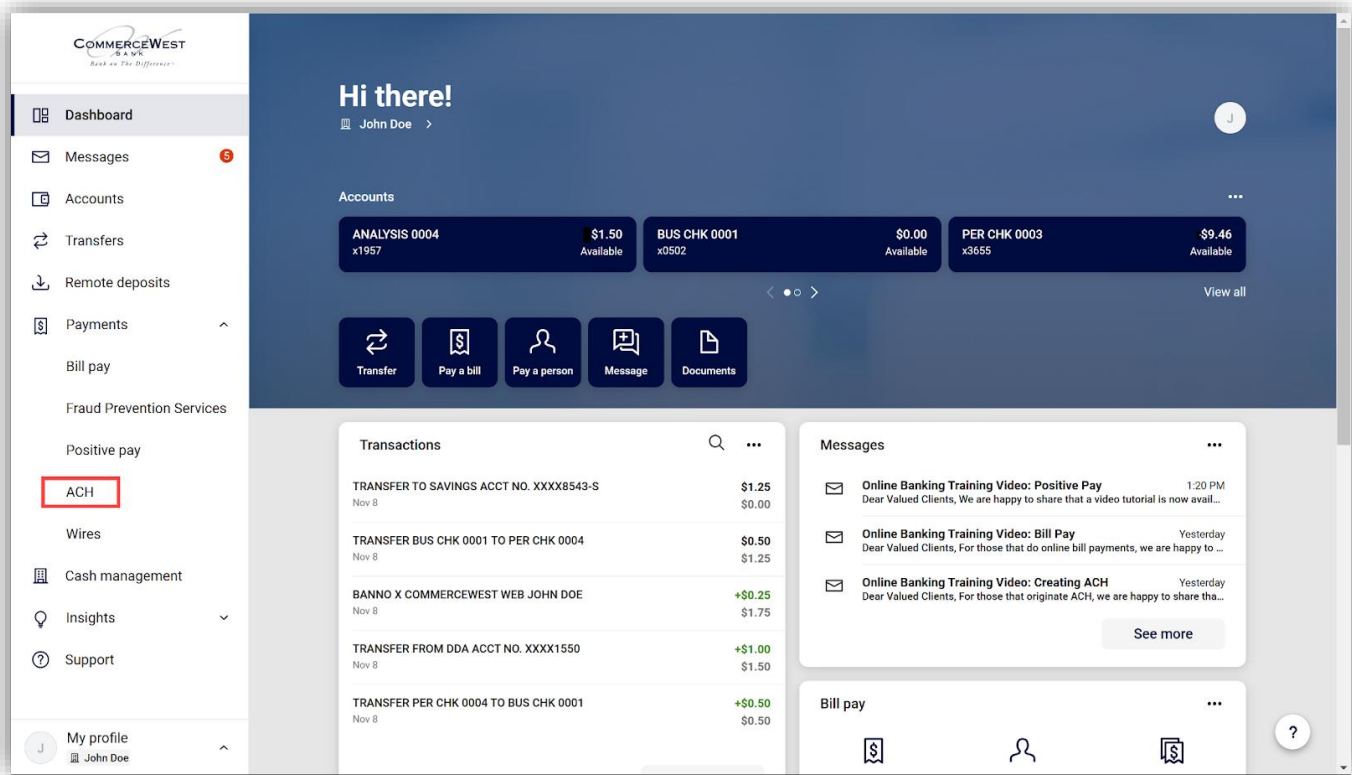 COMMERCEWEST
BANK
Bank on The Difference
Dashboard
Messages 5
Accounts
Transfers
Remote deposits
Payments
Bill pay
Fraud Prevention Services
Positive pay
ACH
Wires
Cash management
Insights
Support
J My profile
John Doe
Hi there!
John Doe
J
Accounts
ANALYSIS 0004 $1.50
x1957 Available
BUS CHK 0001 $0.00
x0502 Available
PER CHK 0003 $9.46
x3655 Available
View all
Transfer
Pay a bill
Pay a person
Message
Documents
Transactions
TRANSFER TO SAVINGS ACCT NO. XXXX8543-S $1.25
Nov 8 $0.00
TRANSFER BUS CHK 0001 TO PER CHK 0004 $0.50
Nov 8 $1.25
BANNO X COMMERCEWEST WEB JOHN DOE +$0.25
Nov 8 $1.75
TRANSFER FROM DDA ACCT NO. XXXX1550 +$1.00
Nov 8 $1.50
TRANSFER PER CHK 0004 TO BUS CHK 0001 +$0.50
Nov 8 $0.50
Messages
Online Banking Training Video: Positive Pay 1:20 PM
Dear Valued Clients, We are happy to share that a video tutorial is now avail...
Online Banking Training Video: Bill Pay Yesterday
Dear Valued Clients, For those that do online bill payments, we are happy to ...
Online Banking Training Video: Creating ACH Yesterday
Dear Valued Clients, For those that originate ACH, we are happy to share tha...
See more
Bill pay
?